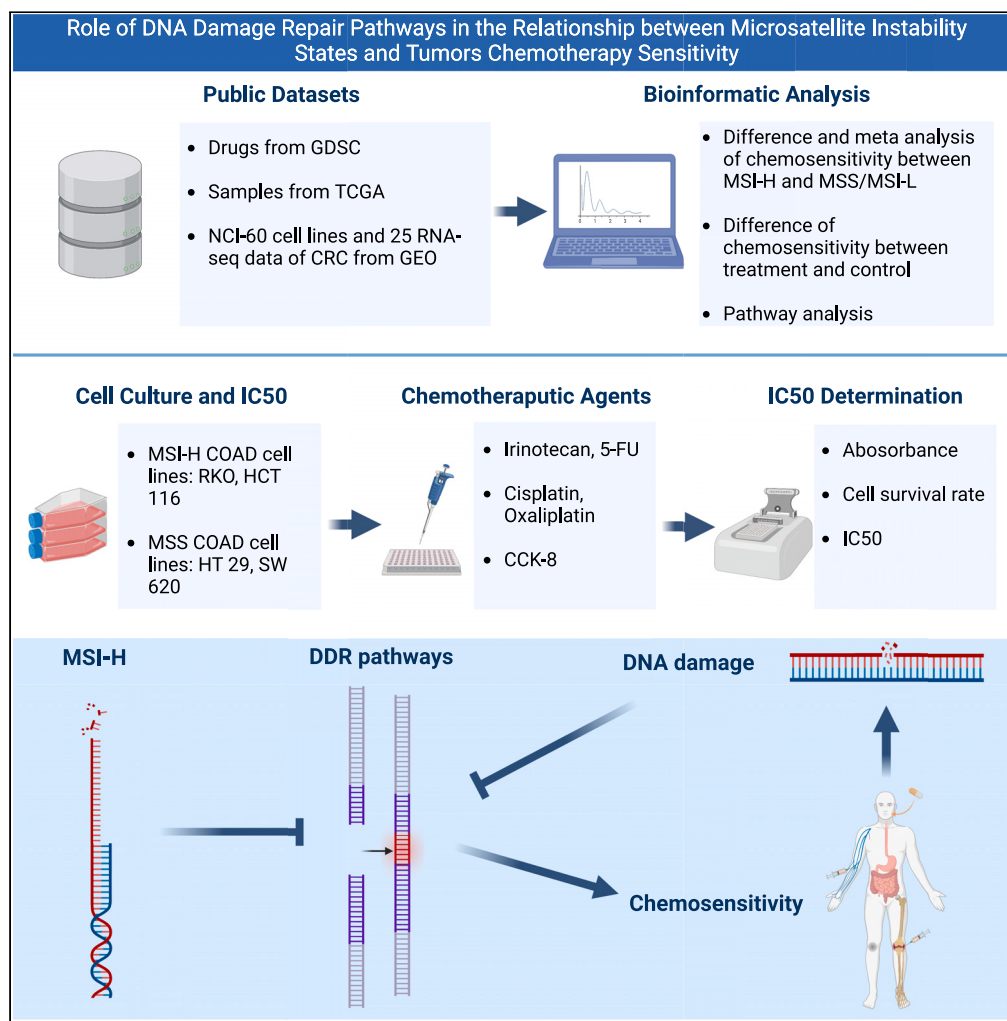 Role of DNA Damage Repair Pathways in the Relationship between Microsatellite Instability
States and Tumors Chemotherapy Sensitivity
Public Datasets
• Drugs from GDSC
• Samples from TCGA
• NCI-60 cell lines and 25 RNA-
seq data of CRC from GEO
Bioinformatic Analysis
0 1 2 3 4
• Difference and meta analysis
of chemosensitivity between
MSI-H and MSS/MSI-L
• Difference of
chemosensitivity between
treatment and control
• Pathway analysis
Cell Culture and IC50
• MSI-H COAD cell
lines: RKO, HCT
116
• MSS COAD cell
lines: HT 29, SW
620
Chemotheraputic Agents
• Irinotecan, 5-FU
• Cisplatin,
Oxaliplatin
• CCK-8
IC50 Determination
• Abosorbance
• Cell survival rate
• IC50
MSI-H
DDR pathways
DNA damage
Chemosensitivity